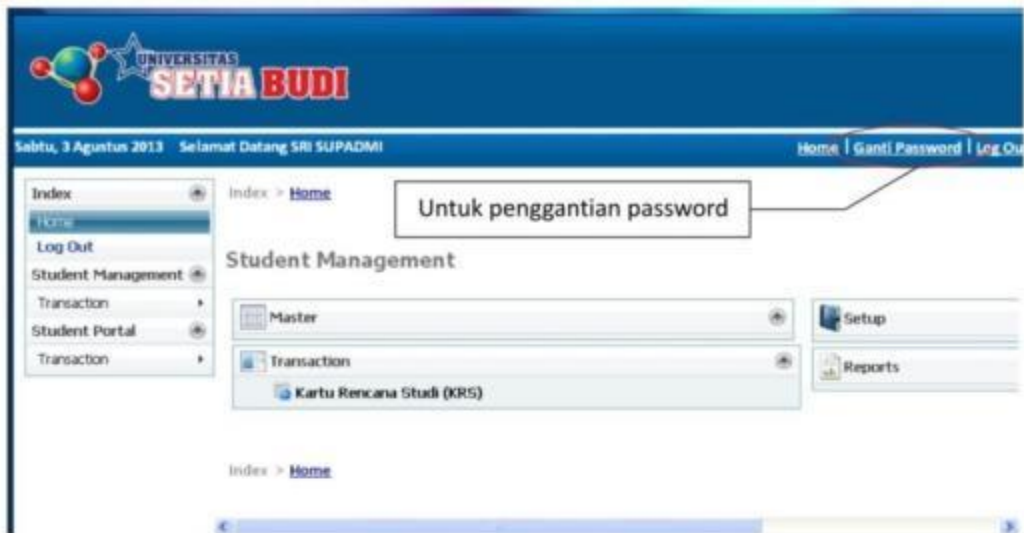 UNIVERSITAS
SETIA BUDI
Sabtu, 3 Agustus 2013 Selamat Datang SRI SUPADMI
Home | Ganti Password | Log Ou
Index
Home
Log Out
Student Management
Transaction
Student Portal
Transaction
Index > Home
Untuk penggantian password
Student Management
Master
Setup
Transaction
Reports
Kartu Rencana Studi (KRS)
Index > Home